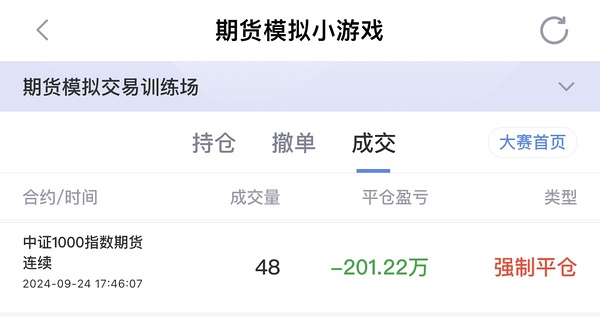 期货模拟小游戏
期货模拟交易训练场
持仓 撤单 成交 大赛首页
合约/时间 成交量 平仓盈亏 类型
中证1000指数期货
连续
2024-09-24 17:46:07
48 -201.22万 强制平仓